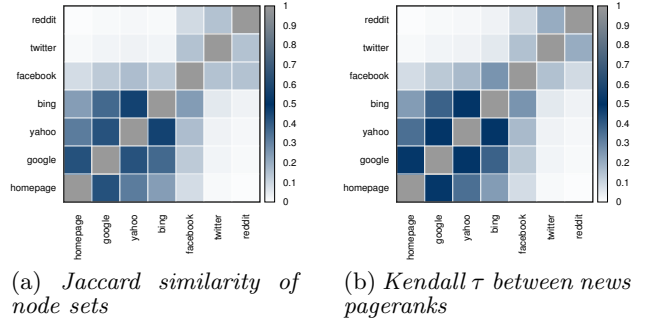 reddit
twitter
facebook
bing
yahoo
google
homepage
homepage
google
yahoo
bing
facebook
twitter
reddit
1
0.9
0.8
0.7
0.6
0.5
0.4
0.3
0.2
0.1
0
(a) Jaccard similarity of
node sets
reddit
twitter
facebook
bing
yahoo
google
homepage
homepage
google
yahoo
bing
facebook
twitter
reddit
1
0.9
0.8
0.7
0.6
0.5
0.4
0.3
0.2
0.1
0
(b) Kendall τ between news
pageranks